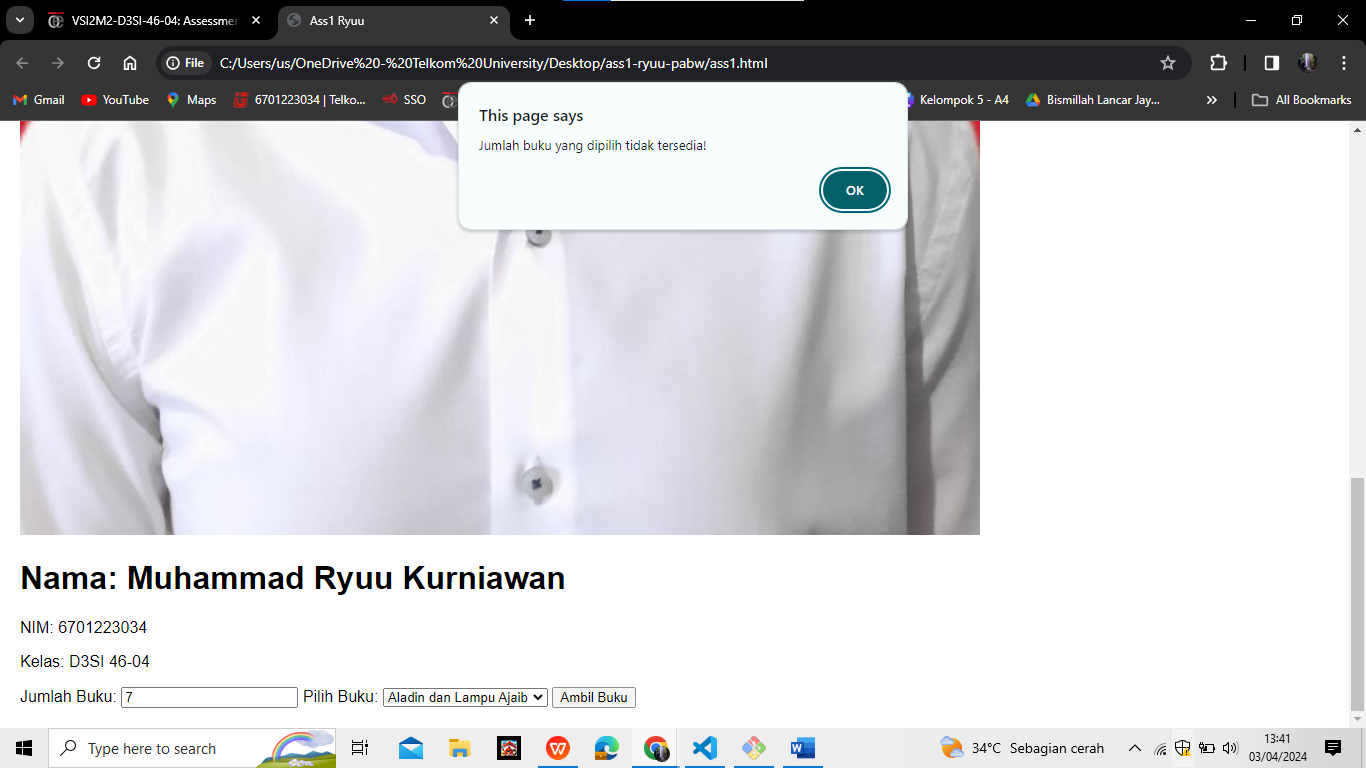 VSI2M2-D3SI-46-04: Assessmer
Ass1 Ryuu
File
C:/Users/us/OneDrive%20-%20Telkom%20University/Desktop/ass1-ryuu-pabw/ass1.html
Gmail
YouTube
Maps
6701223034 | Telko...
SSO
Kelompok 5 - A4
Bismillah Lancar Jay...
All Bookmarks
This page says
Jumlah buku yang dipilih tidak tersedia!
OK
Nama: Muhammad Ryuu Kurniawan
NIM: 6701223034
Kelas: D3SI 46-04
Jumlah Buku: 7 Pilih Buku: Aladin dan Lampu Ajaib Ambil Buku
Type here to search
34°C Sebagian cerah
13:41
03/04/2024